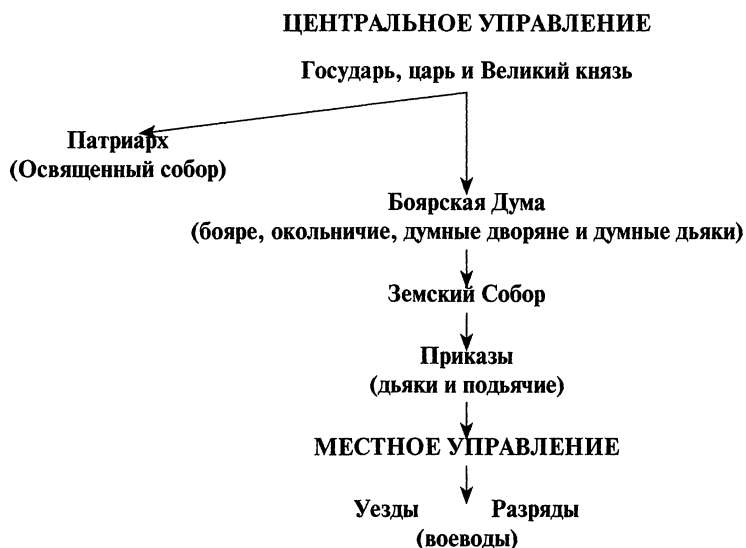 ЦЕНТРАЛЬНОЕ УПРАВЛЕНИЕ
Государь, царь и Великий князь
Патриарх
(Освященный собор)
Боярская Дума
(бояре, окольничие, думные дворяне и думные дьяки)
Земский Собор
Приказы
(дьяки и подьячие)
МЕСТНОЕ УПРАВЛЕНИЕ
Уезды Разряды
(воеводы)